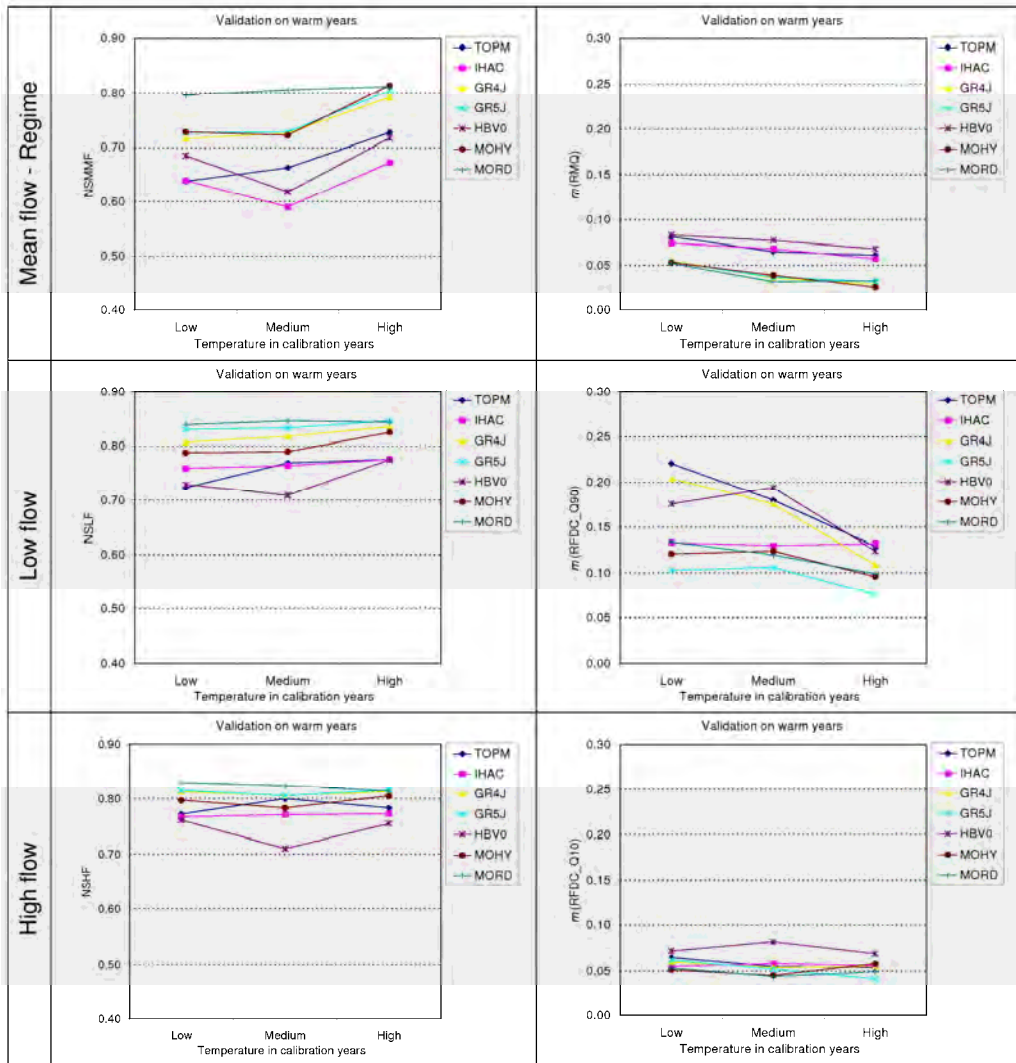 Mean flow - Regime
Validation on warm years
0.90
0.80
0.70
0.60
0.50
0.40
NSMMF
Low
Medium
High
Temperature in calibration years
TOPM
IHAC
GR4J
GR5J
HBV0
MOHY
MORD
Validation on warm years
0.30
0.25
0.20
0.15
0.10
0.05
0.00
m(RMQ)
Low
Medium
High
Temperature in calibration years
TOPM
IHAC
GR4J
GR5J
HBV0
MOHY
MORD
Low flow
Validation on warm years
0.90
0.80
0.70
0.60
0.50
0.40
NSLF
Low
Medium
High
Temperature in calibration years
TOPM
IHAC
GR4J
GR5J
HBV0
MOHY
MORD
Validation on warm years
0.30
0.25
0.20
0.15
0.10
0.05
0.00
m(RFDC_Q90)
Low
Medium
High
Temperature in calibration years
TOPM
IHAC
GR4J
GR5J
HBV0
MOHY
MORD
High flow
Validation on warm years
0.90
0.80
0.70
0.60
0.50
0.40
NSHF
Low
Medium
High
Temperature in calibration years
TOPM
IHAC
GR4J
GR5J
HBV0
MOHY
MORD
Validation on warm years
0.30
0.25
0.20
0.15
0.10
0.05
0.00
m(RFDC_Q10)
Low
Medium
High
Temperature in calibration years
TOPM
IHAC
GR4J
GR5J
HBV0
MOHY
MORD